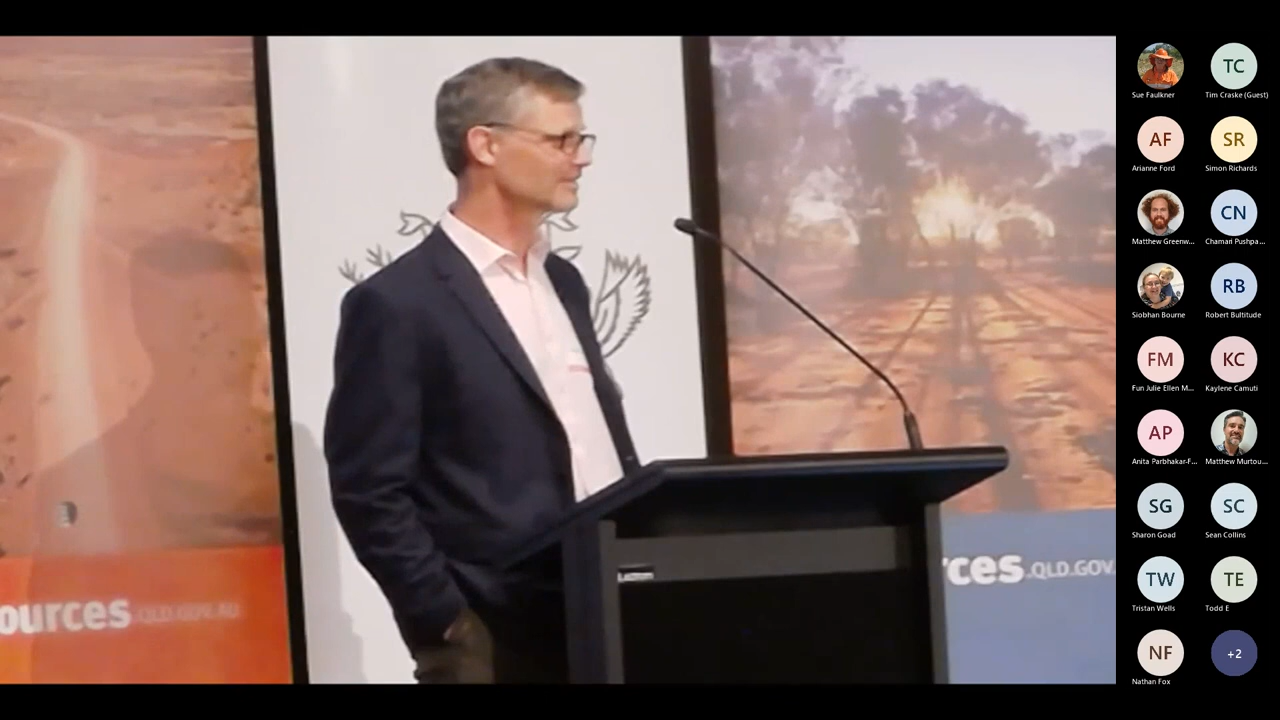 ources.QLD.GOV.AU
rces.QLD.GOV.
TC
Sue Faulkner
Tim Craske (Guest)
AF
SR
Arianne Ford
Simon Richards
CN
Matthew Greenw...
Chamari Pushpa...
RB
Siobhan Bourne
Robert Bultitude
FM
KC
Fun Julie Ellen M...
Kaylene Camuti
AP
Anita Parbhakar-F...
Matthew Murtou...
SG
SC
Sharon Goad
Sean Collins
TW
TE
Tristan Wells
Todd E
NF
+2
Nathan Fox